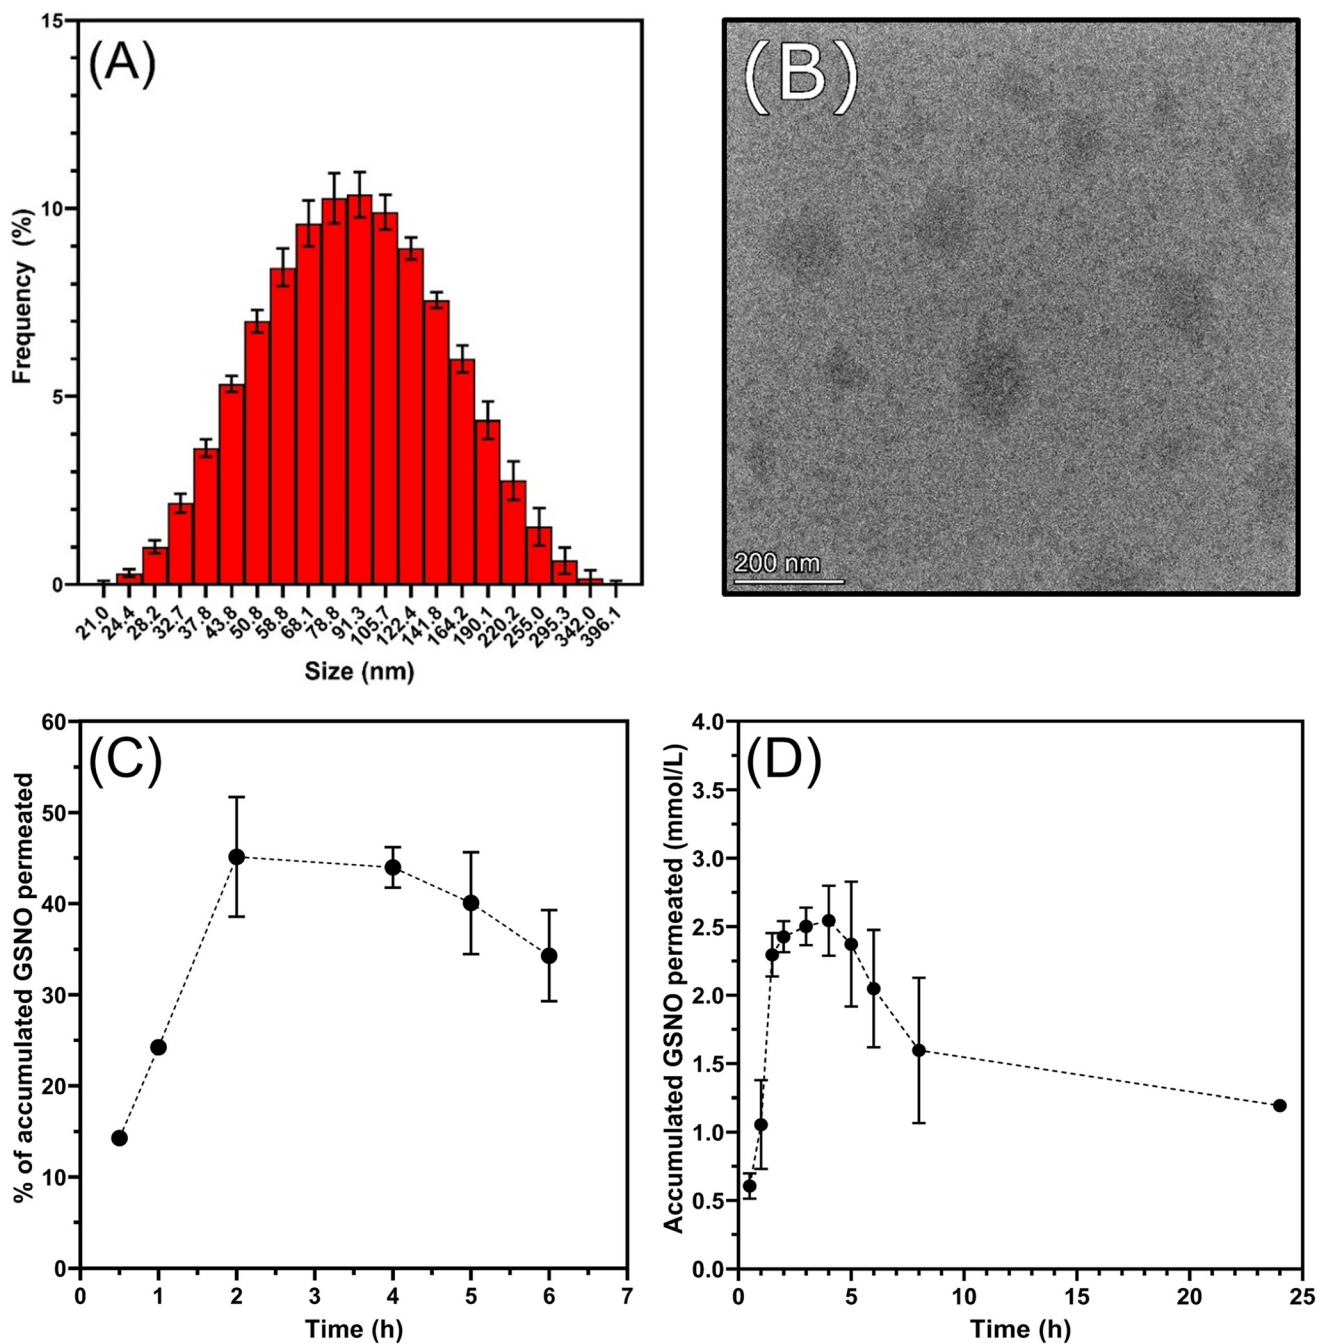 (A)
15
10
5
0
Frequency (%)
21.0 24.4 28.2 32.7 37.8 43.8 50.8 58.8 68.1 78.8 91.3 105.7 122.4 141.8 164.2 190.1 220.2 255.0 295.3 342.0 396.1
Size (nm)
(B)
200 nm
(C)
60
50
40
30
20
10
0
% of accumulated GSNO permeated
0 1 2 3 4 5 6 7
Time (h)
(D)
4.0
3.5
3.0
2.5
2.0
1.5
1.0
0.5
0.0
Accumulated GSNO permeated (mmol/L)
0 5 10 15 20 25
Time (h)